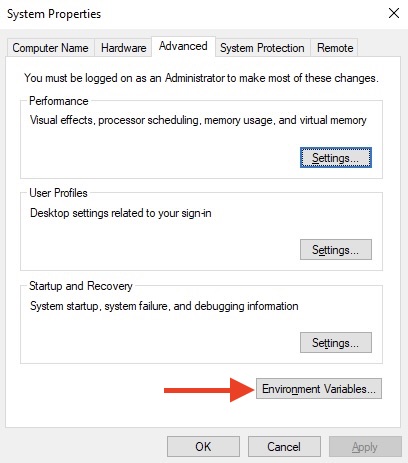 System Properties
Computer Name Hardware Advanced System Protection Remote
You must be logged on as an Administrator to make most of these changes.
Performance
Visual effects, processor scheduling, memory usage, and virtual memory
Settings...
User Profiles
Desktop settings related to your sign-in
Settings...
Startup and Recovery
System startup, system failure, and debugging information
Settings...
Environment Variables...
OK Cancel Apply